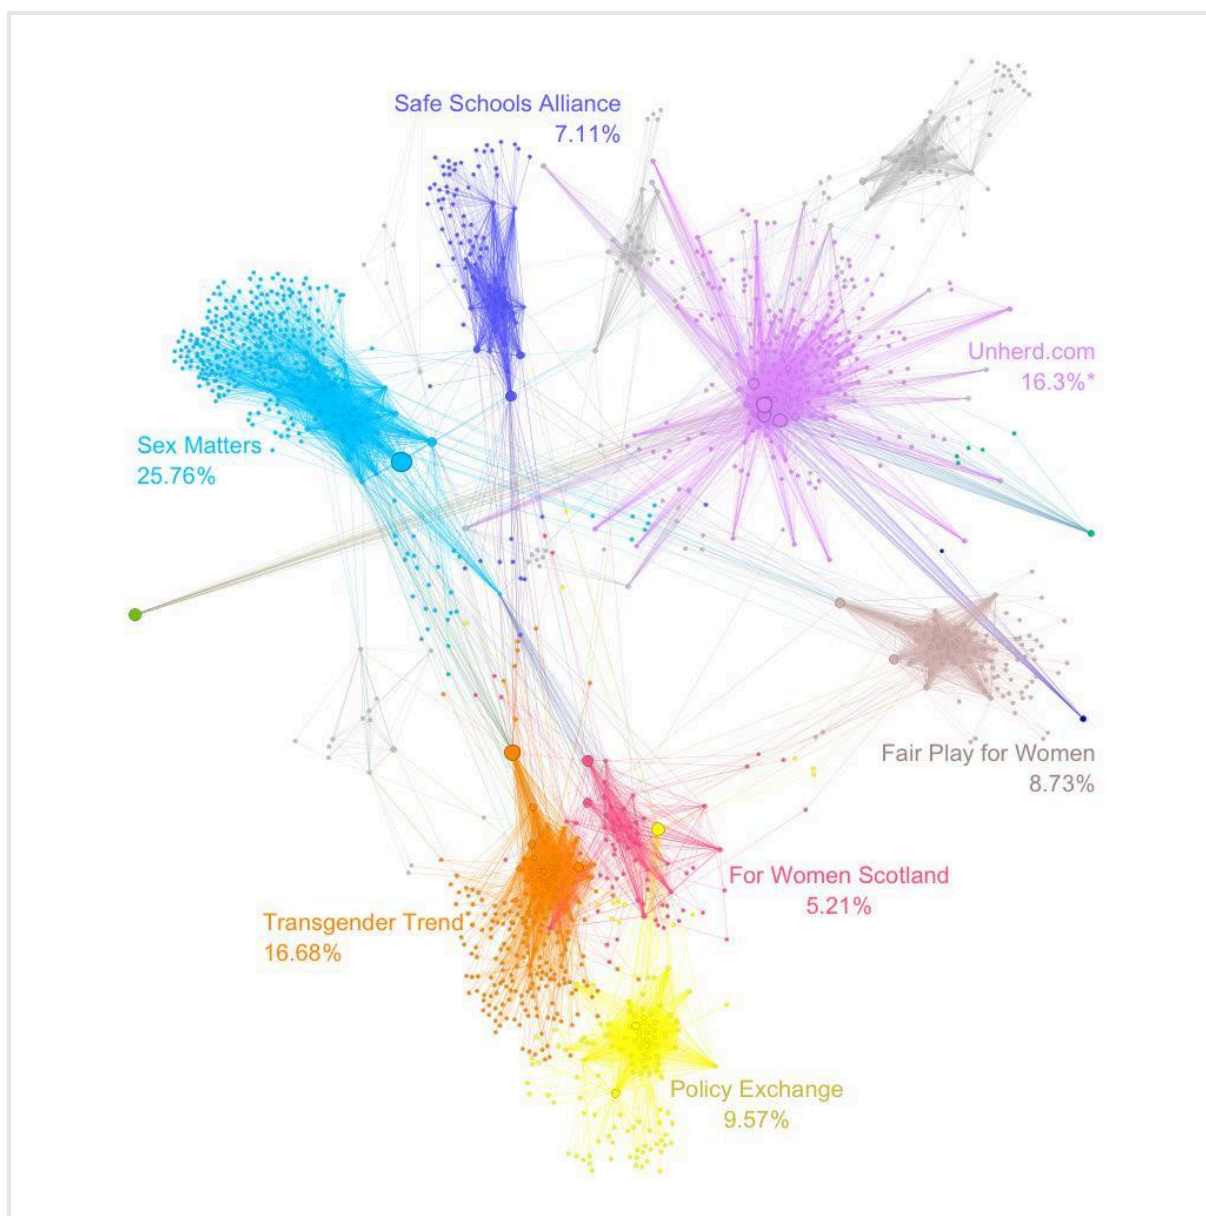 Safe Schools Alliance
7.11%
Unherd.com
16.3%*
Sex Matters
25.76%
Fair Play for Women
8.73%
For Women Scotland
5.21%
Transgender Trend
16.68%
Policy Exchange
9.57%